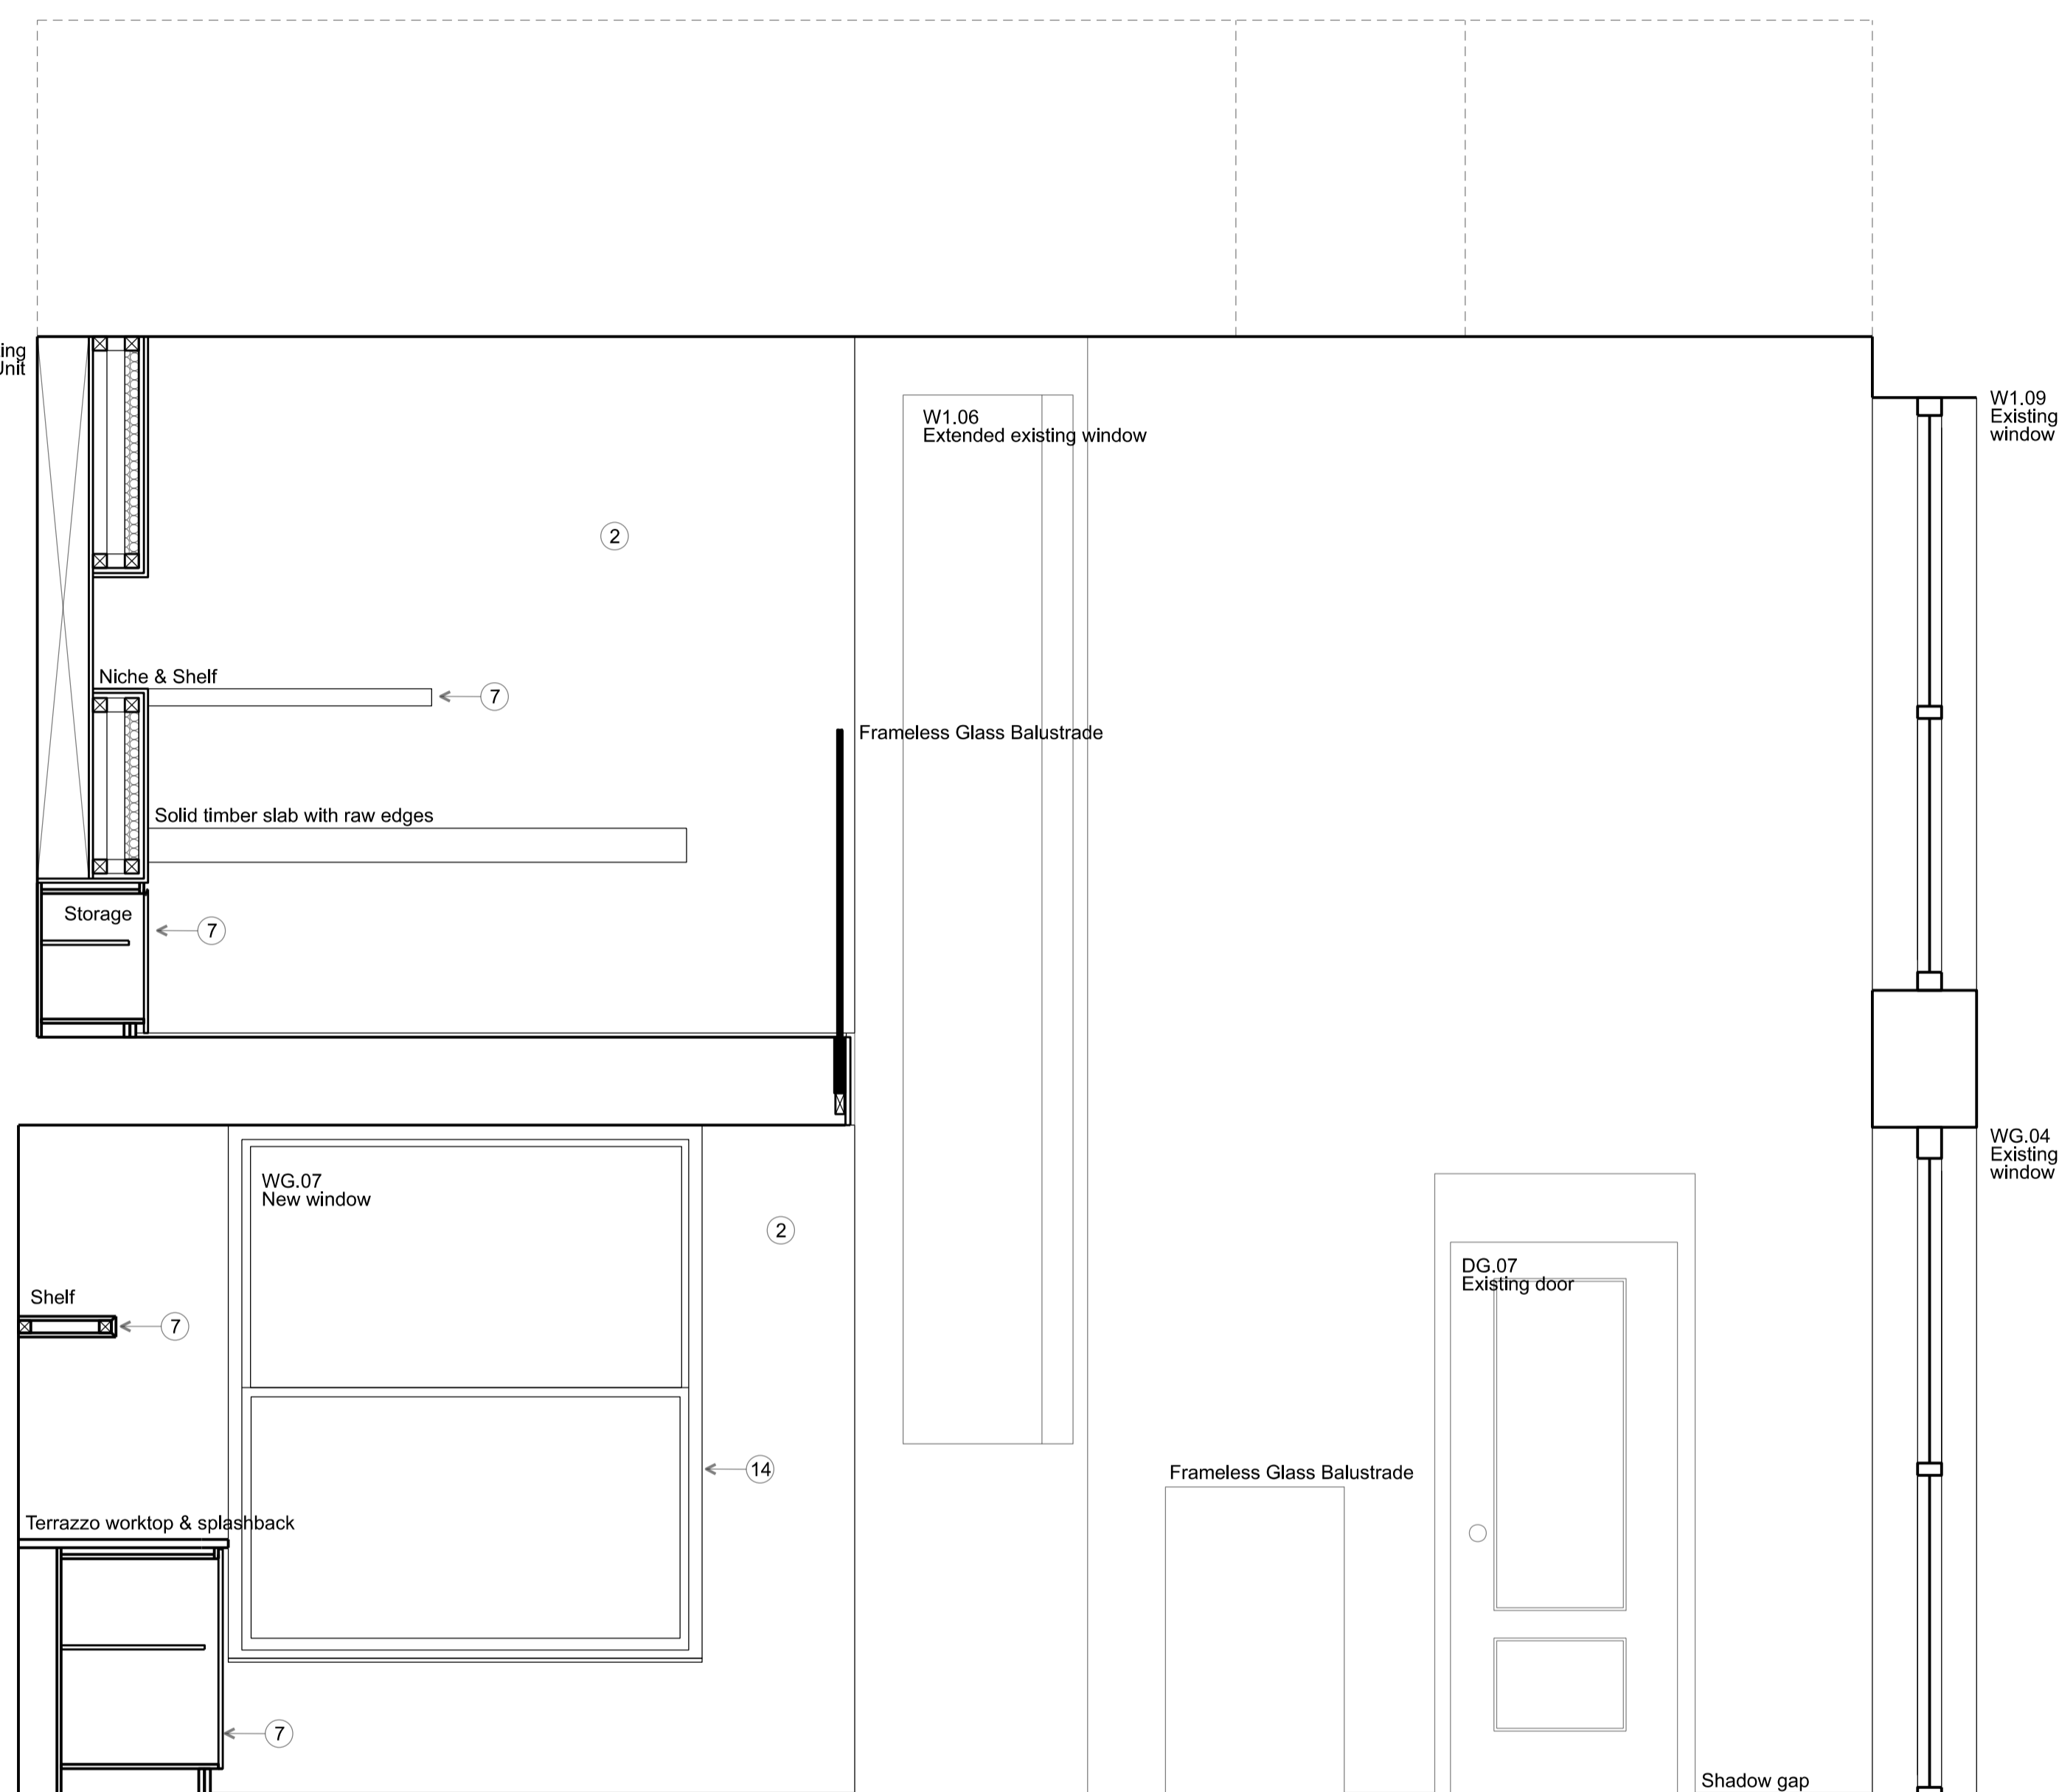 Unit
W1.09
Existing
window
W1.06
Extended existing window
2
Niche & Shelf
7
Frameless Glass Balustrade
Solid timber slab with raw edges
Storage
7
WG.04
Existing
window
WG.07
New window
2
DG.07
Existing door
Shelf
7
14
Frameless Glass Balustrade
Terrazzo worktop & splashback
7
Shadow gap